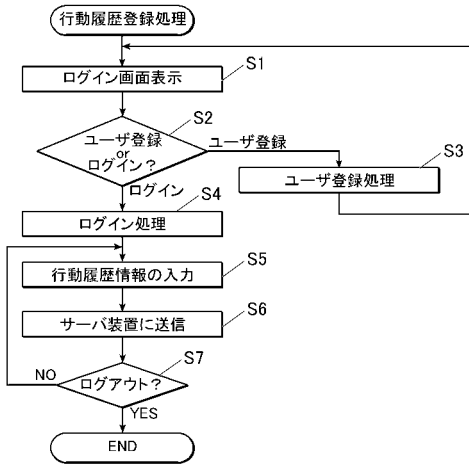 行動履歴登録処理
ログイン画面表示
S1
ユーザ登録
or
ログイン？
S2
ユーザ登録
S3
ユーザ登録処理
ログイン
S4
ログイン処理
行動履歴情報の入力
S5
サーバ装置に送信
S6
ログアウト？
S7
NO
YES
END